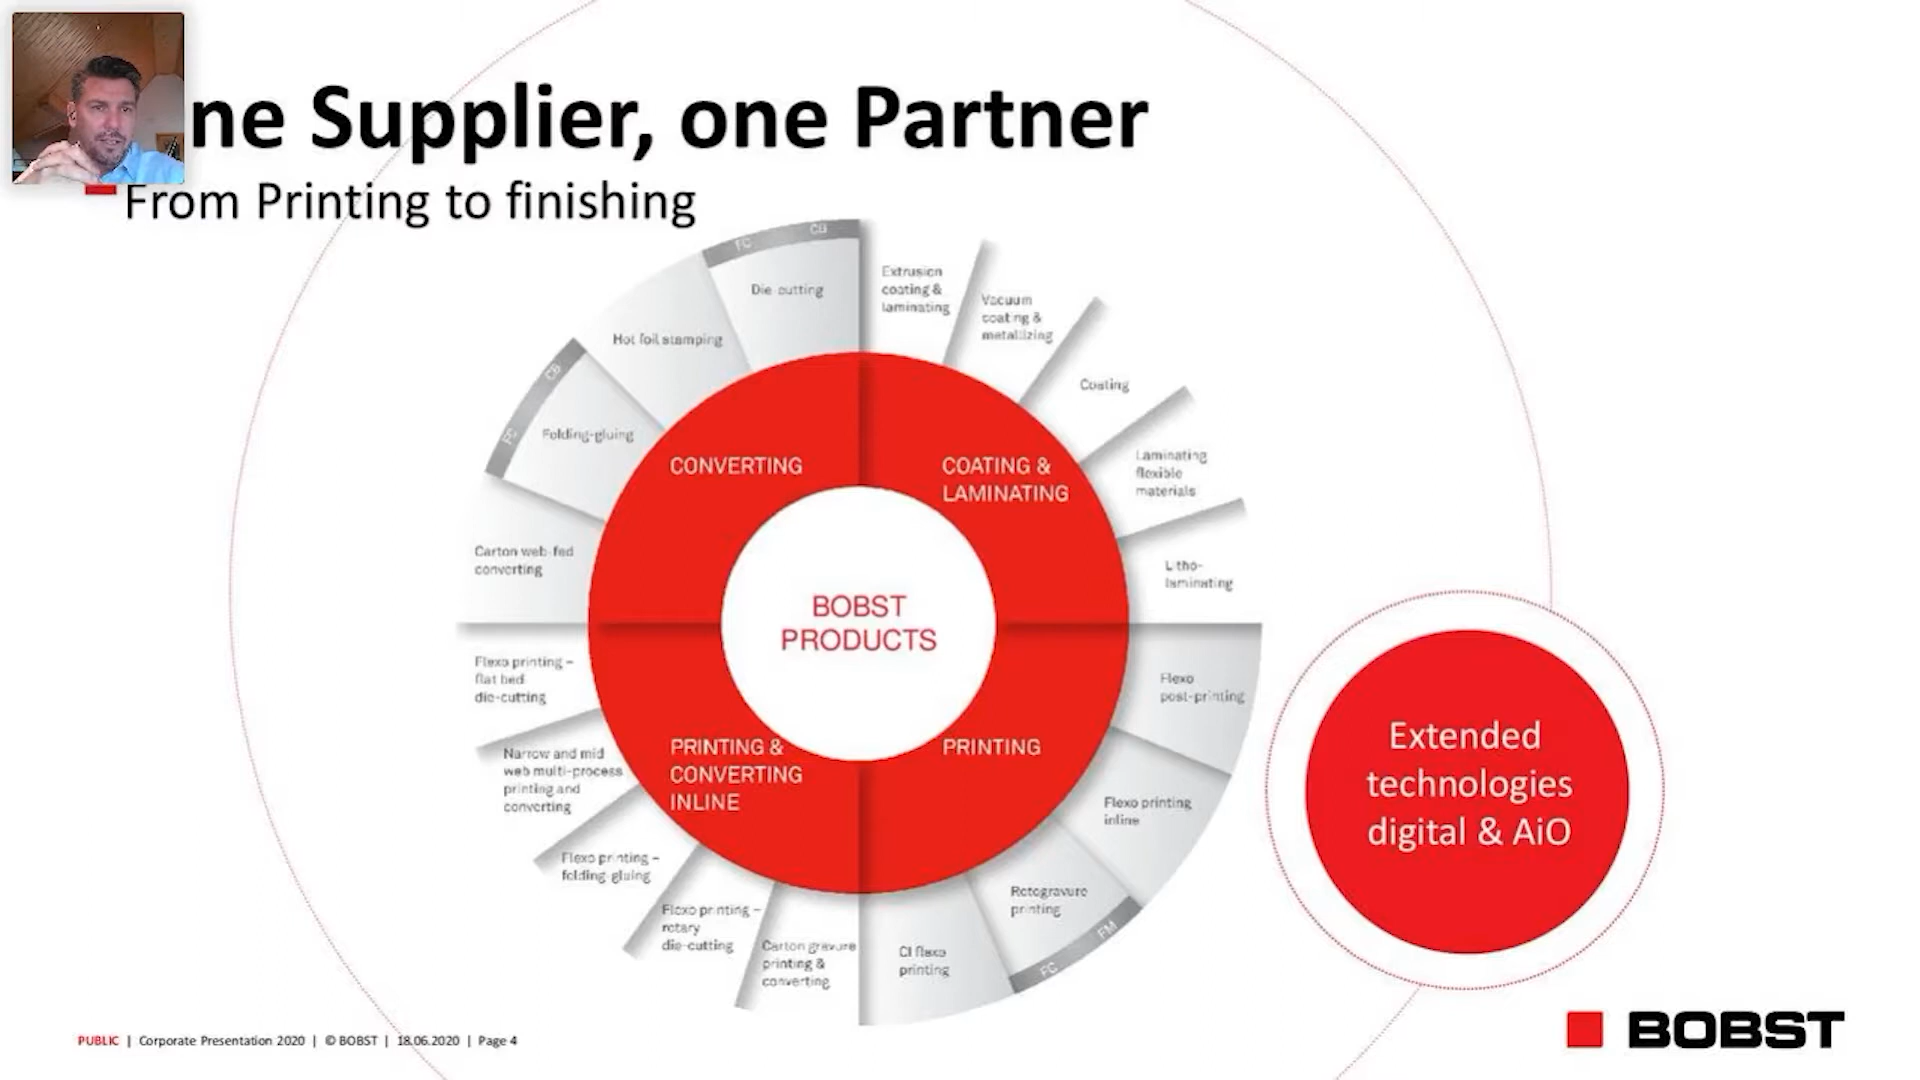 ne Supplier, one Partner
From Printing to finishing
FC
CB
Die-cutting
Extrusion
coating &
laminating
Vacuum
coating &
metallizing
Hot foil stamping
Coating
CB
FC
Folding-gluing
CONVERTING
COATING &
LAMINATING
Laminating
flexible
materials
Carton web-fed
converting
Litho-
laminating
BOBST
PRODUCTS
Flexo printing –
flat bed
die-cutting
Flexo
post-printing
Narrow and mid
web multi-process
printing and
converting
PRINTING &
CONVERTING
INLINE
PRINTING
Flexo printing
inline
Extended
technologies
digital & AiO
Flexo printing –
folding-gluing
Rotogravure
printing
FM
FC
Flexo printing –
rotary
die-cutting
Carton gravure
printing &
converting
CI flexo
printing
PUBLIC | Corporate Presentation 2020 | © BOBST | 18.06.2020 | Page 4
BOBST